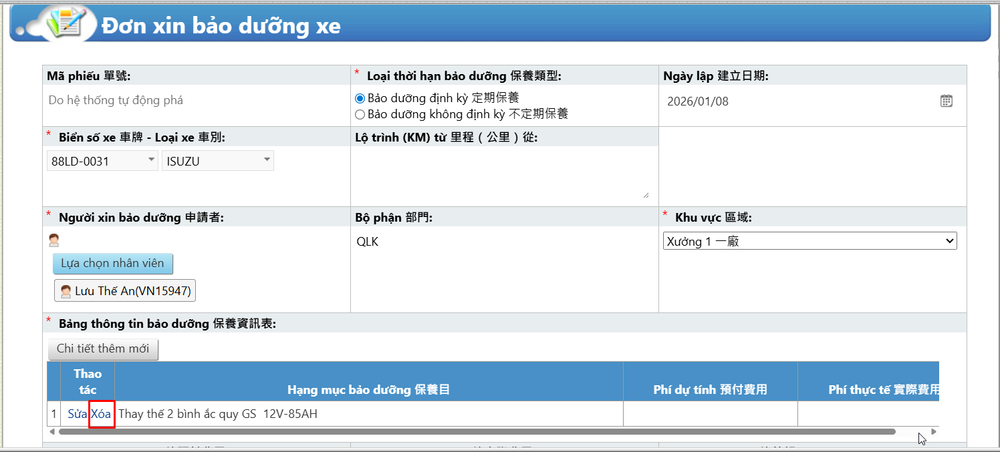 Đơn xin bảo dưỡng xe
Mã phiếu 單號:
* Loại thời hạn bảo dưỡng 保養類型:
Ngày lập 建立日期:
Do hệ thống tự động phá
Bảo dưỡng định kỳ 定期保養
Bảo dưỡng không định kỳ 不定期保養
2026/01/08
* Biển số xe 車牌 - Loại xe 車別:
Lộ trình (KM) từ 里程（公里）從:
88LD-0031 ISUZU
* Người xin bảo dưỡng 申請者:
Bộ phận 部門:
* Khu vực 區域:
Lựa chọn nhân viên
Lưu Thế An(VN15947)
QLK
Xưởng 1 一廠
* Bảng thông tin bảo dưỡng 保養資訊表:
Chi tiết thêm mới
Thao
tác
Hạng mục bảo dưỡng 保養目
Phí dự tính 預付費用
Phí thực tế 實際費用
1 Sửa Xóa Thay thế 2 bình ắc quy GS 12V-85AH